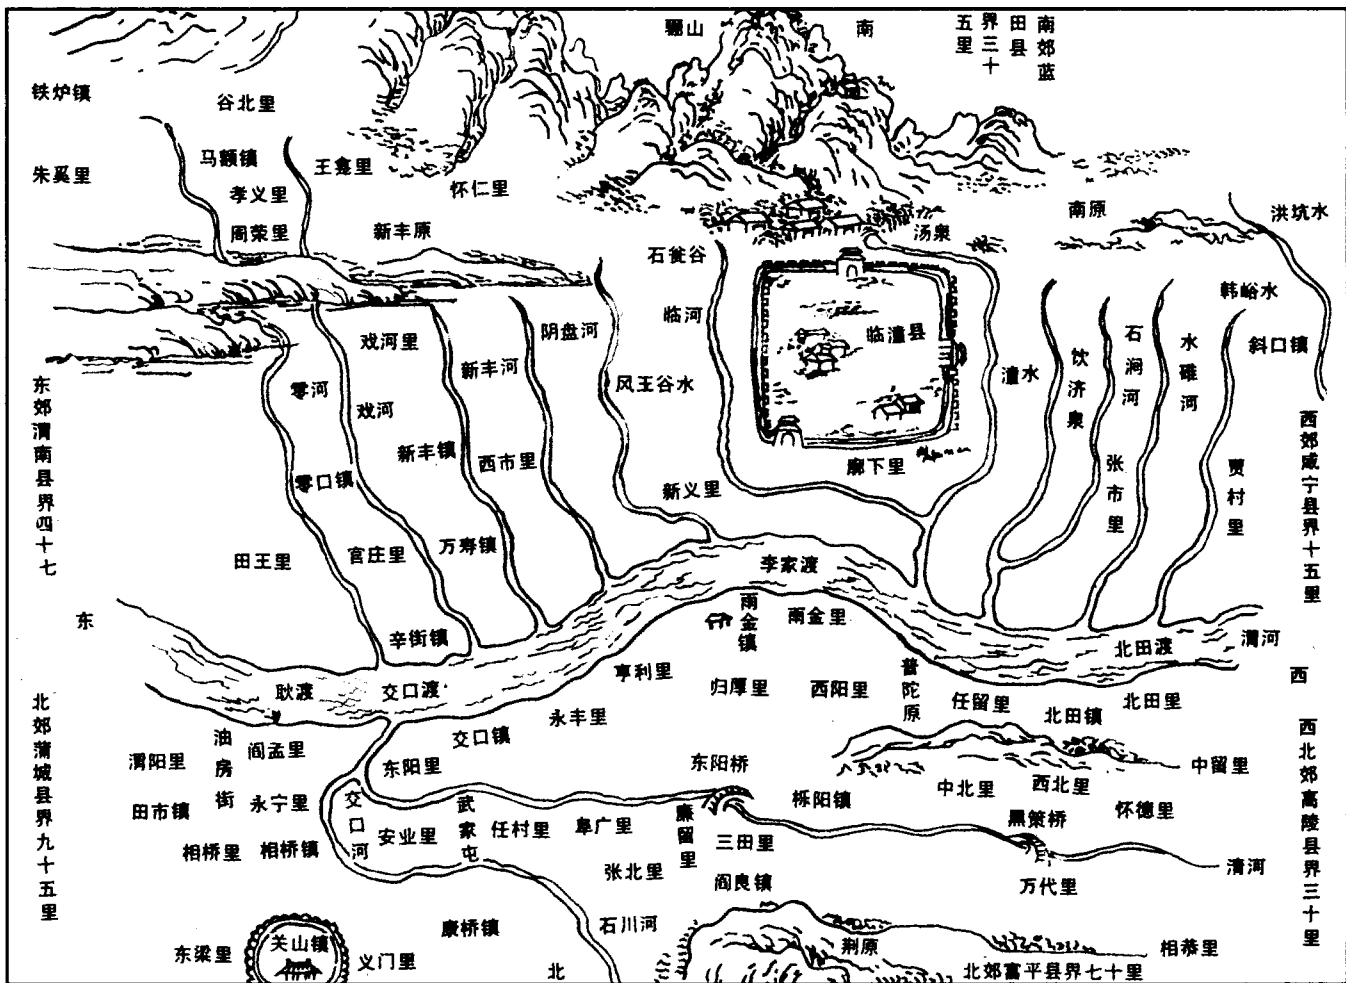 骊山
南
南郊蓝
田县
界三十
五里
铁炉镇
谷北里
马额镇
朱奚里
孝义里
王龛里
怀仁里
周荣里
新丰原
石瓮谷
汤泉
南原
洪坑水
韩峪水
斜口镇
临河
临潼县
潼水
饮济泉
石涧河
水碓河
阴盘河
戏河里
新丰河
零河
戏河
风王谷水
新丰镇
西市里
零口镇
新义里
廓下里
张市里
贾村里
东郊渭南县界四十七
西郊咸宁县界十五里
田王里
官庄里
万寿镇
李家渡
雨金镇
雨金里
东
辛街镇
北田渡
渭河
西
耿渡
交口渡
亨利里
归厚里
西阳里
普陀原
任留里
北田镇
北田里
永丰里
交口镇
油房街
阎孟里
渭阳里
东阳里
东阳桥
中留里
田市镇
永宁里
交口河
武家屯
任村里
阜广里
廉留里
栎阳镇
中北里
西北里
怀德里
黑策桥
相桥里
相桥镇
安业里
三田里
清河
张北里
阎良镇
万代里
北郊蒲城县界九十五里
西北郊高陵县界三十里
康桥镇
石川河
东梁里
关山镇
义门里
荆原
相恭里
北
北郊富平县界七十里